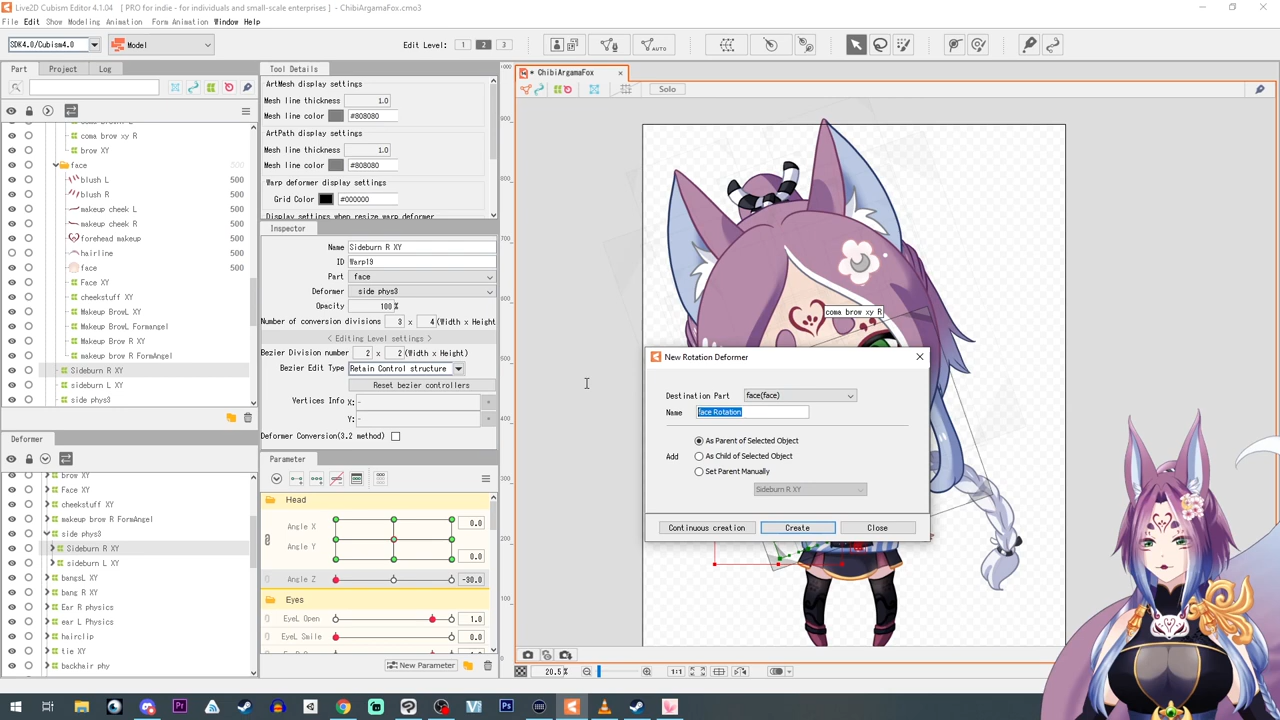 Live2D Cubism Editor 4.1.04   [ PRO for indie - for individuals and small-scale enterprises ]  - ChibiArgamaFox.cmo3
File Edit Show Modeling Animation Form Animation Window Help
SDK4.0/Cubism4.0
Model
Edit Level: 1 2 3
AUTO
Part Project Log
coma brow xy R
brow XY
face 500
blush L 500
blush R 500
makeup cheek L 500
makeup cheek R 500
forehead makeup 500
hairline 500
face 500
Face XY
cheekstuff XY
Makeup BrowL XY
Makeup BrowL Formangel
Makeup Brow R XY
makeup brow R FormAngel
Sideburn R XY
sideburn L XY
side phys3
Deformer
brow XY
Face XY
cheekstuff XY
makeup brow R FormAngel
side phys3
Sideburn R XY
sideburn L XY
bangsL XY
bang R XY
Ear R physics
ear L Physics
hairclip
tie XY
backhair phy
Tool Details
ArtMesh display settings
Mesh line thickness 1.0
Mesh line color #808080
ArtPath display settings
Mesh line thickness 1.0
Mesh line color #808080
Warp deformer display settings
Grid Color #000000
Display settings when resize warp deformer
Inspector
Name Sideburn R XY
ID Warp19
Part face
Deformer side phys3
Opacity 100 %
Number of conversion divisions 3 x 4 (Width x Height
< Editing Level settings >
Bezier Division number 2 x 2 (Width x Height)
Bezier Edit Type Retain Control structure
Reset bezier controllers
Vertices Info X: -
Y: -
Deformer Conversion(3.2 method)
Parameter
Head
Angle X 0.0
Angle Y 0.0
Angle Z -30.0
Eyes
EyeL Open 1.0
EyeL Smile 0.0
New Parameter
* ChibiArgamaFox
Solo
coma brow xy R
New Rotation Deformer
Destination Part face(face)
Name face Rotation
As Parent of Selected Object
Add As Child of Selected Object
Set Parent Manually
Sideburn R XY
Continuous creation Create Close
20.5% 1:1